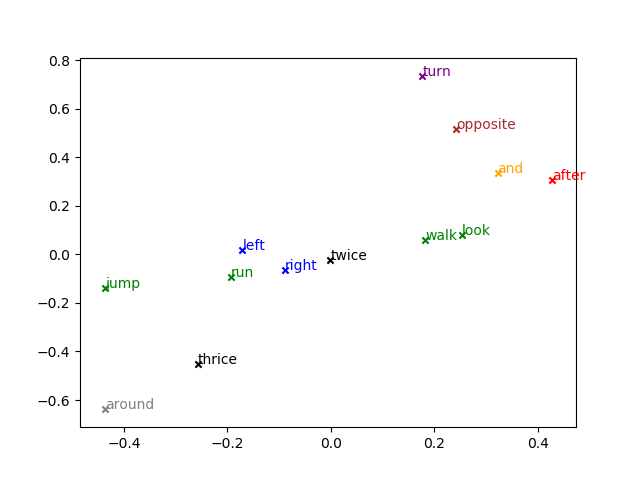 0.8
turn
0.6
opposite
0.4
and
after
0.2
walk
look
left
0.0
twice
right
run
jump
−0.2
−0.4
thrice
−0.6
around
−0.4
−0.2
0.0
0.2
0.4